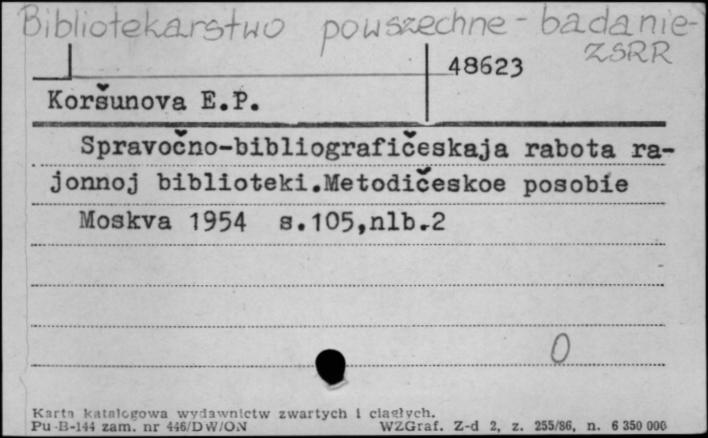 Bibliotekarstwo powszechne - badanie -
ZSRR
48623
Koršunova E.P.
Spravočno-bibliografičeskaja rabota ra-
jonnoj biblioteki.Metodičeskoe posobie
Moskva 1954 s.105,nlb.2
0
Karta katalogowa wydawnictw zwartych i ciągłych.
Pu-B-144 zam. nr 446/DW/ON WZGraf. Z-d 2, z. 255/86, n. 6 350 000